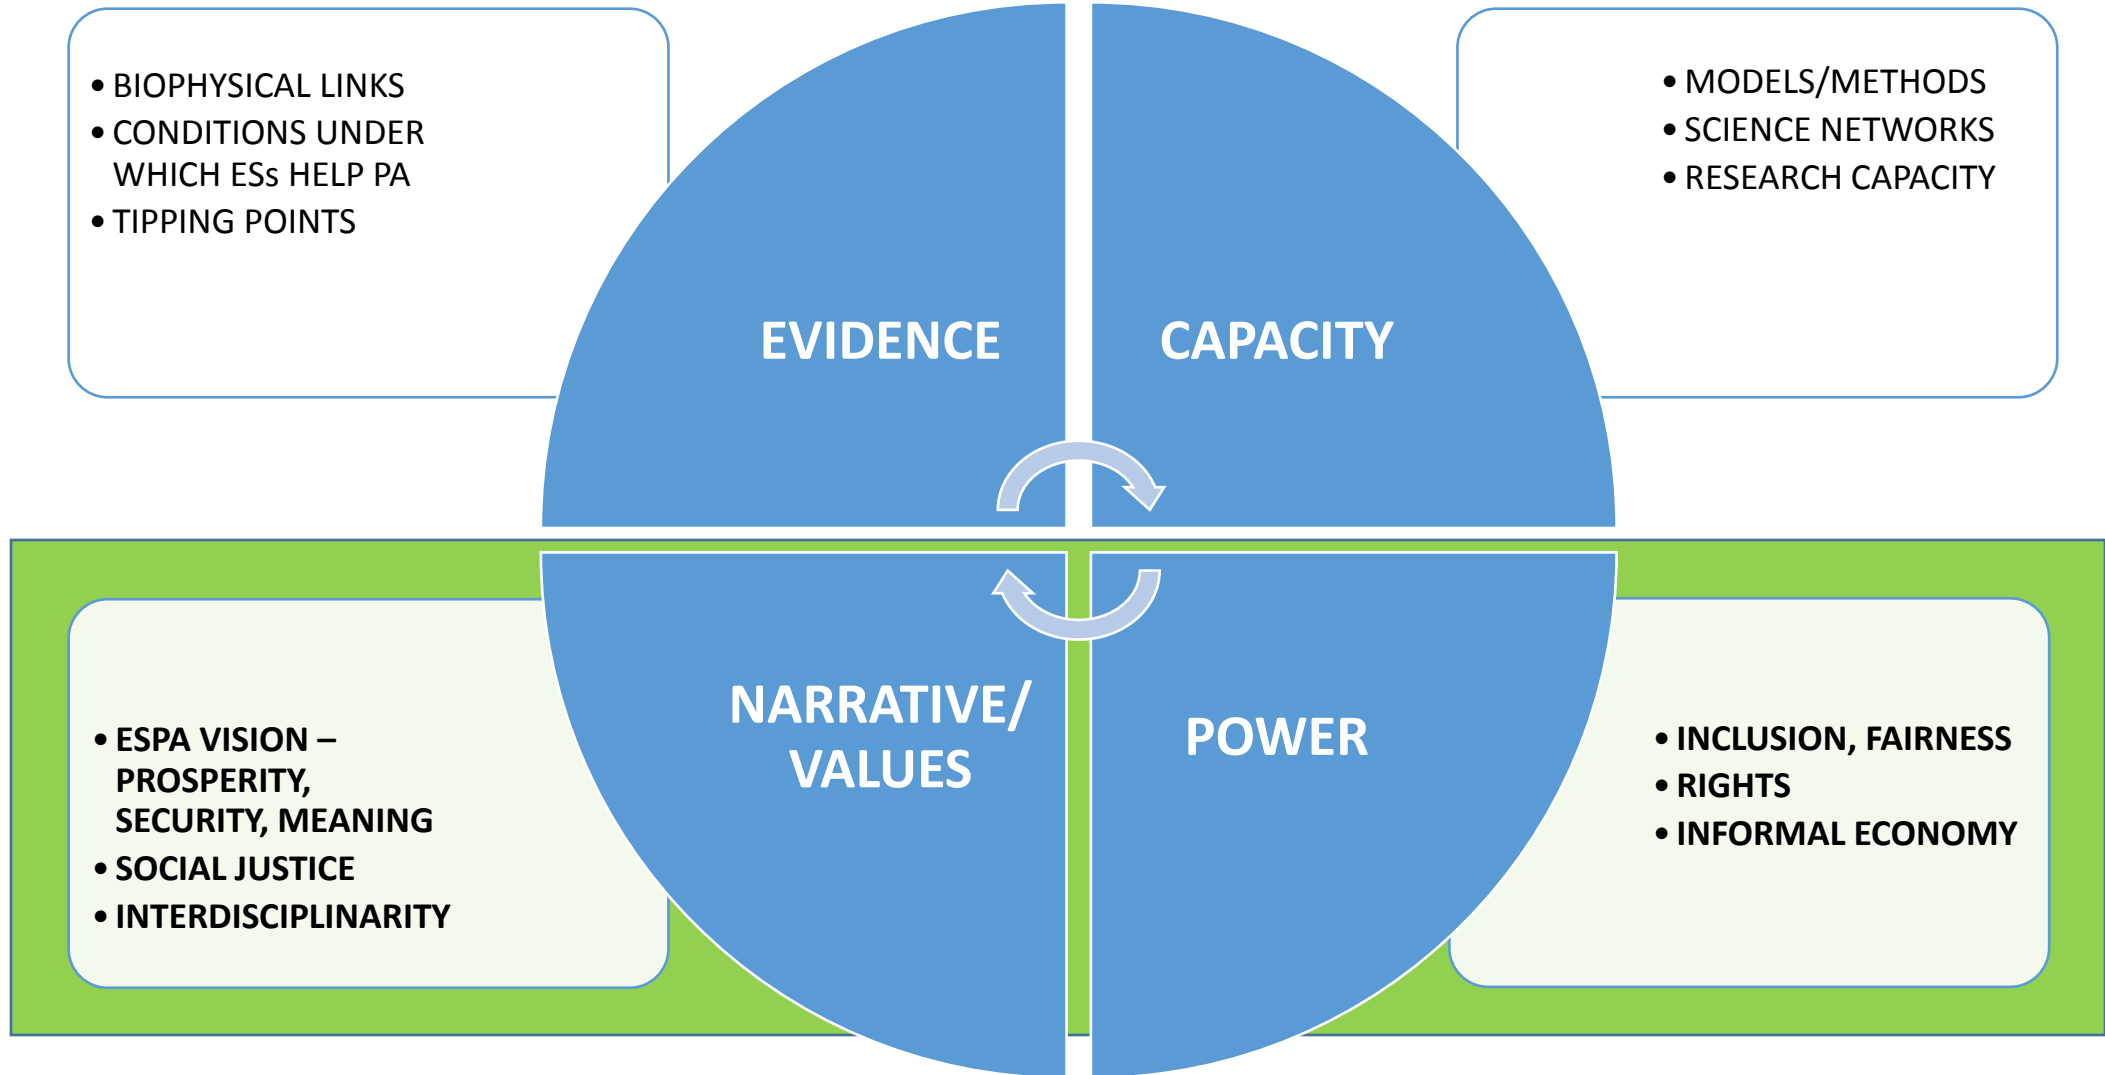 • BIOPHYSICAL LINKS
• CONDITIONS UNDER
WHICH ESs HELP PA
• TIPPING POINTS
• MODELS/METHODS
• SCIENCE NETWORKS
• RESEARCH CAPACITY
EVIDENCE
CAPACITY
NARRATIVE/
VALUES
POWER
• ESPA VISION –
PROSPERITY,
SECURITY, MEANING
• SOCIAL JUSTICE
• INTERDISCIPLINARITY
• INCLUSION, FAIRNESS
• RIGHTS
• INFORMAL ECONOMY